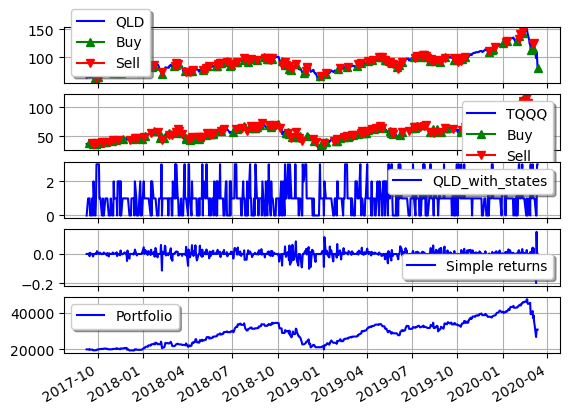 150
100
QLD
Buy
Sell
100
50
TQQQ
Buy
Sell
2
0
QLD_with_states
0.0
−0.2
Simple returns
40000
20000
Portfolio
2017-10
2018-01
2018-04
2018-07
2018-10
2019-01
2019-04
2019-07
2019-10
2020-01
2020-04